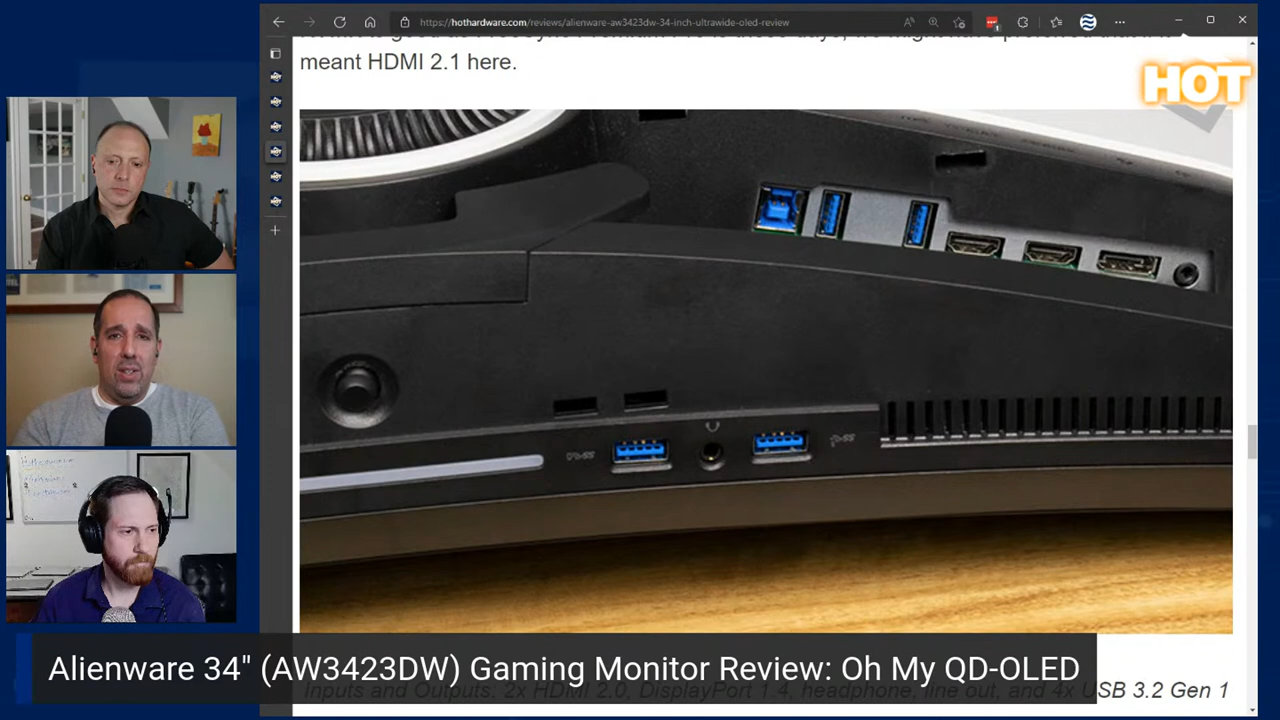 https://hothardware.com/reviews/alienware-aw3423dw-34-inch-ultrawide-oled-review
meant HDMI 2.1 here.
HOT
Alienware 34" (AW3423DW) Gaming Monitor Review: Oh My QD-OLED
Inputs and Outputs: 2x HDMI 2.0, DisplayPort 1.4, headphone, line out, and 4x USB 3.2 Gen 1